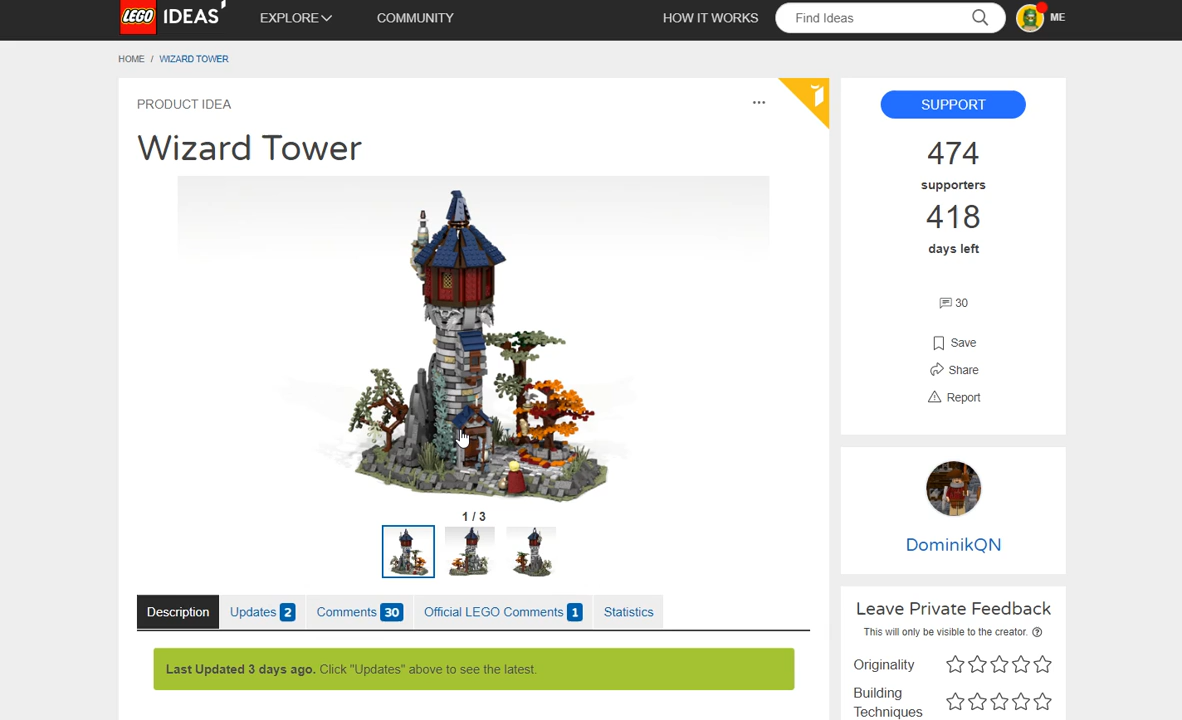 LEGO IDEAS EXPLORE COMMUNITY HOW IT WORKS Find Ideas ME
HOME / WIZARD TOWER
PRODUCT IDEA
Wizard Tower
1 / 3
Description Updates 2 Comments 30 Official LEGO Comments 1 Statistics
Last Updated 3 days ago. Click "Updates" above to see the latest.
SUPPORT
474
supporters
418
days left
30
Save
Share
Report
DominikQN
Leave Private Feedback
This will only be visible to the creator.
Originality
Building
Techniques